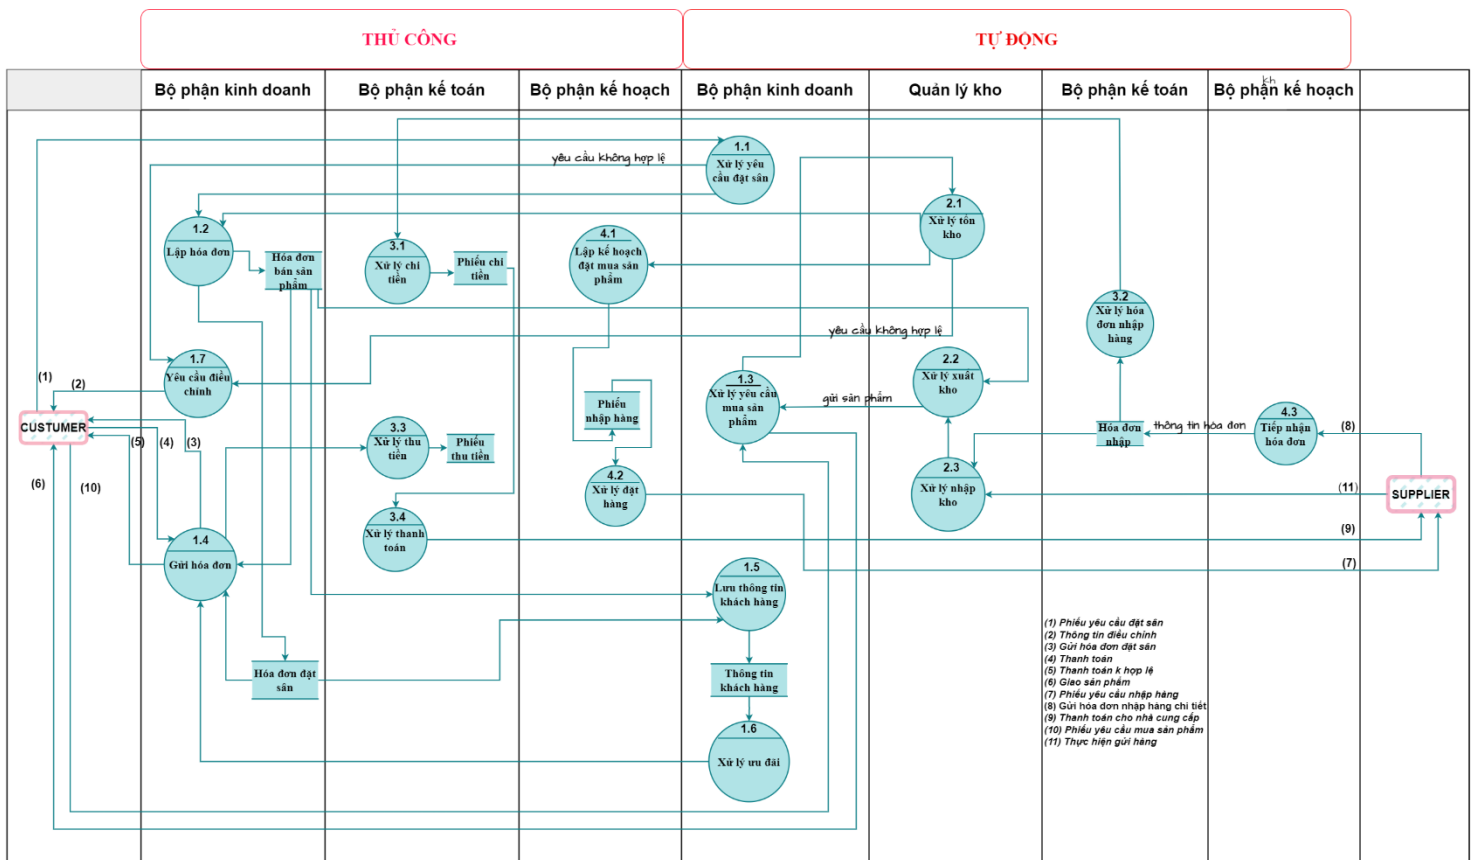 THỦ CÔNG
TỰ ĐỘNG
Bộ phận kinh doanh
Bộ phận kế toán
Bộ phận kế hoạch
Bộ phận kinh doanh
Quản lý kho
Bộ phận kế toán
kh
Bộ phận kế hoạch
1.1
Xử lý yêu
cầu đặt sân
yêu cầu không hợp lệ
1.2
Lập hóa đơn
Hóa đơn
bán sản
phẩm
3.1
Xử lý chi
tiền
Phiếu chi
tiền
4.1
Lập kế hoạch
đặt mua sản
phẩm
2.1
Xử lý tồn
kho
3.2
Xử lý hóa
đơn nhập
hàng
yêu cầu không hợp lệ
1.7
Yêu cầu điều
chỉnh
(1)
(2)
CUSTUMER
(5)
(4)
(3)
(6)
(10)
Phiếu
nhập hàng
1.3
Xử lý yêu cầu
mua sản
phẩm
gửi sản phẩm
2.2
Xử lý xuất
kho
3.3
Xử lý thu
tiền
Phiếu
thu tiền
Hóa đơn
nhập
thông tin hóa đơn
4.3
Tiếp nhận
hóa đơn
(8)
4.2
Xử lý đặt
hàng
2.3
Xử lý nhập
kho
(11)
SUPPLIER
3.4
Xử lý thanh
toán
(9)
(7)
1.4
Gửi hóa đơn
1.5
Lưu thông tin
khách hàng
Hóa đơn đặt
sân
Thông tin
khách hàng
1.6
Xử lý ưu đãi
(1) Phiếu yêu cầu đặt sân
(2) Thông tin điều chỉnh
(3) Gửi hóa đơn đặt sân
(4) Thanh toán
(5) Thanh toán k hợp lệ
(6) Giao sản phẩm
(7) Phiếu yêu cầu nhập hàng
(8) Gửi hóa đơn nhập hàng chi tiết
(9) Thanh toán cho nhà cung cấp
(10) Phiếu yêu cầu mua sản phẩm
(11) Thực hiện gửi hàng